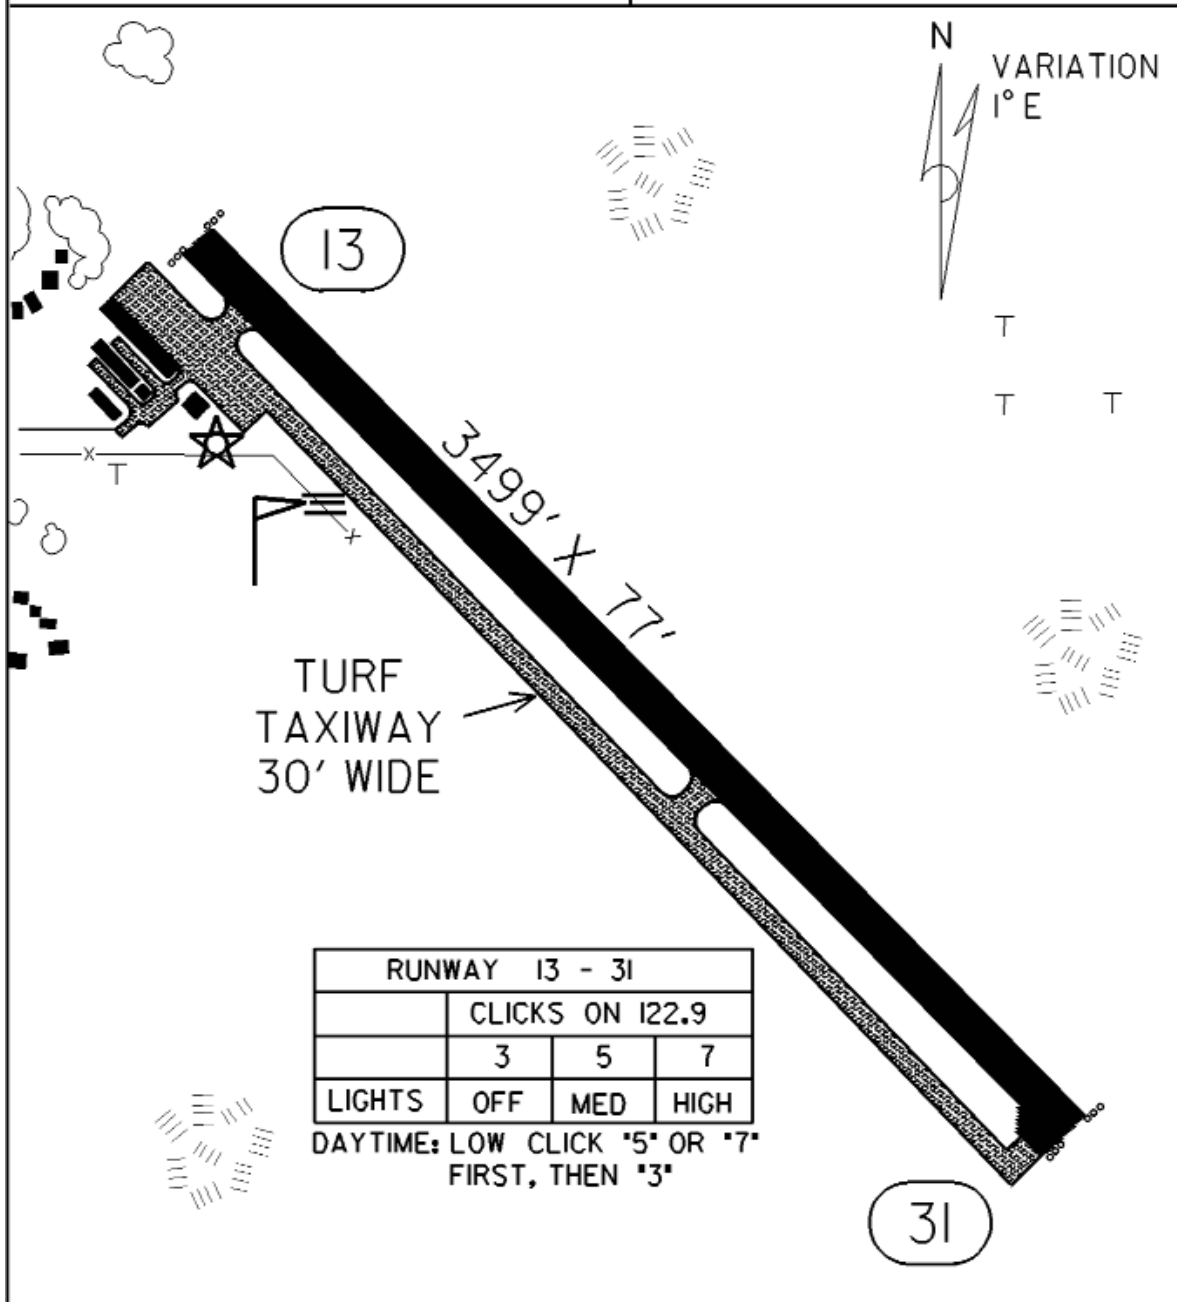 N
VARIATION
1° E
13
T
T T
3499' X 77'
X
T
X
TURF
TAXIWAY
30' WIDE
RUNWAY 13 - 31
CLICKS ON 122.9
3 5 7
LIGHTS OFF MED HIGH
DAYTIME: LOW CLICK "5" OR "7"
FIRST, THEN "3"
31